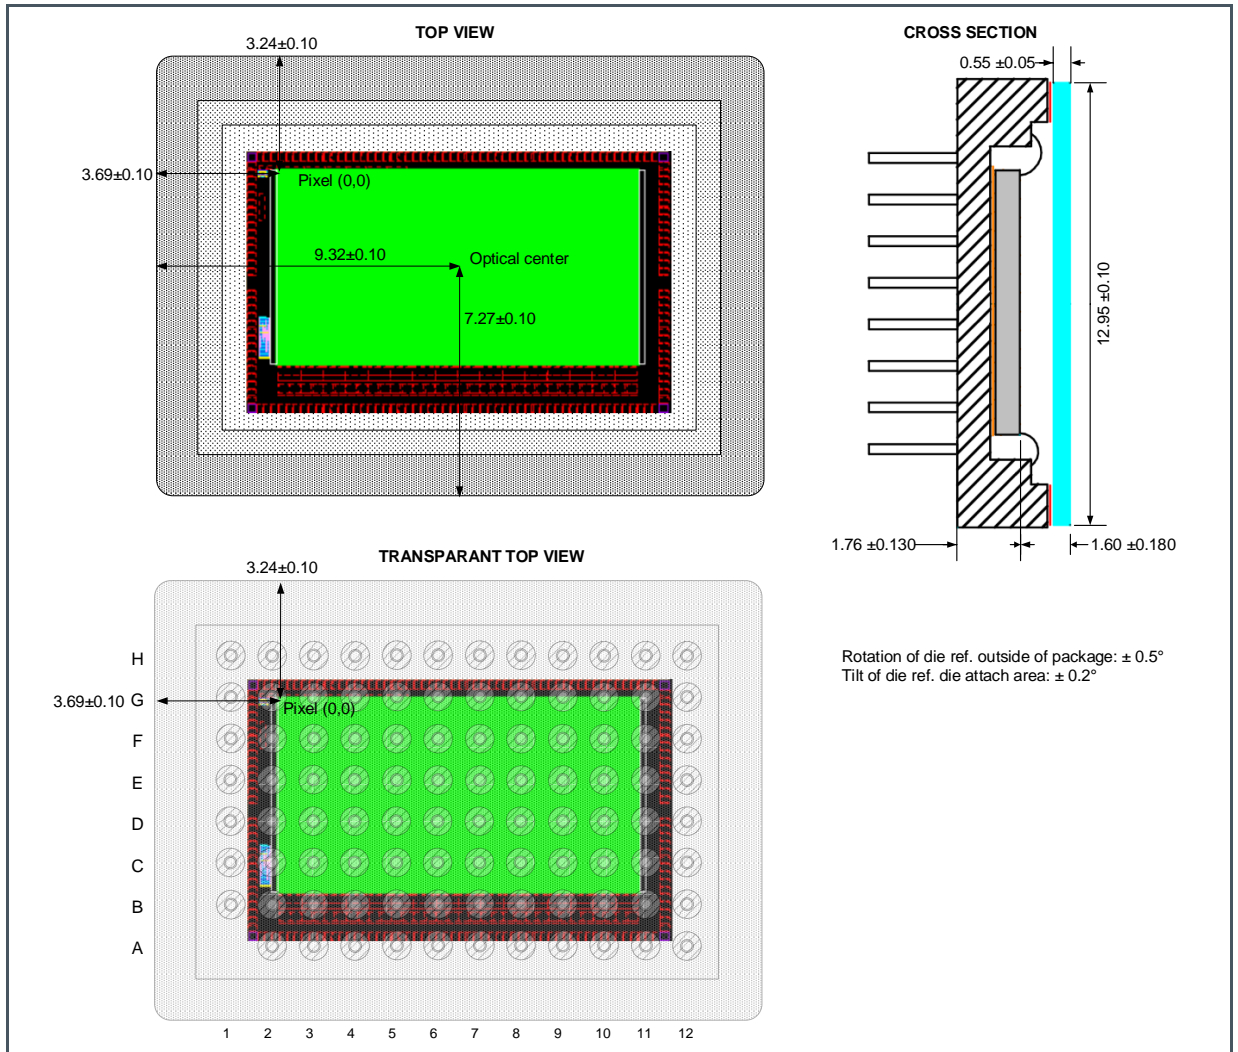 TOP VIEW
3.24±0.10
3.69±0.10
Pixel (0,0)
9.32±0.10
Optical center
7.27±0.10
CROSS SECTION
0.55 ±0.05
12.95 ±0.10
1.76 ±0.130
1.60 ±0.180
TRANSPARANT TOP VIEW
3.24±0.10
H
3.69±0.10 G
Pixel (0,0)
F
E
D
C
B
A
1 2 3 4 5 6 7 8 9 10 11 12
Rotation of die ref. outside of package: ± 0.5°
Tilt of die ref. die attach area: ± 0.2°